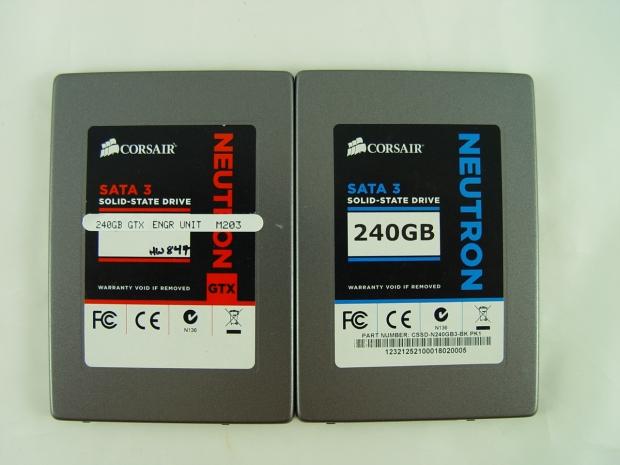 CORSAIR
SATA 3
SOLID-STATE DRIVE
240GB GTX ENGR UNIT M203
HW849
NEUTRON
GTX
WARRANTY VOID IF REMOVED
FC CE
N136
CORSAIR
SATA 3
SOLID-STATE DRIVE
240GB
NEUTRON
WARRANTY VOID IF REMOVED
FC CE
N136
PART NUMBER: CSSD-N240GB3-BK PK1
12321252100018020005